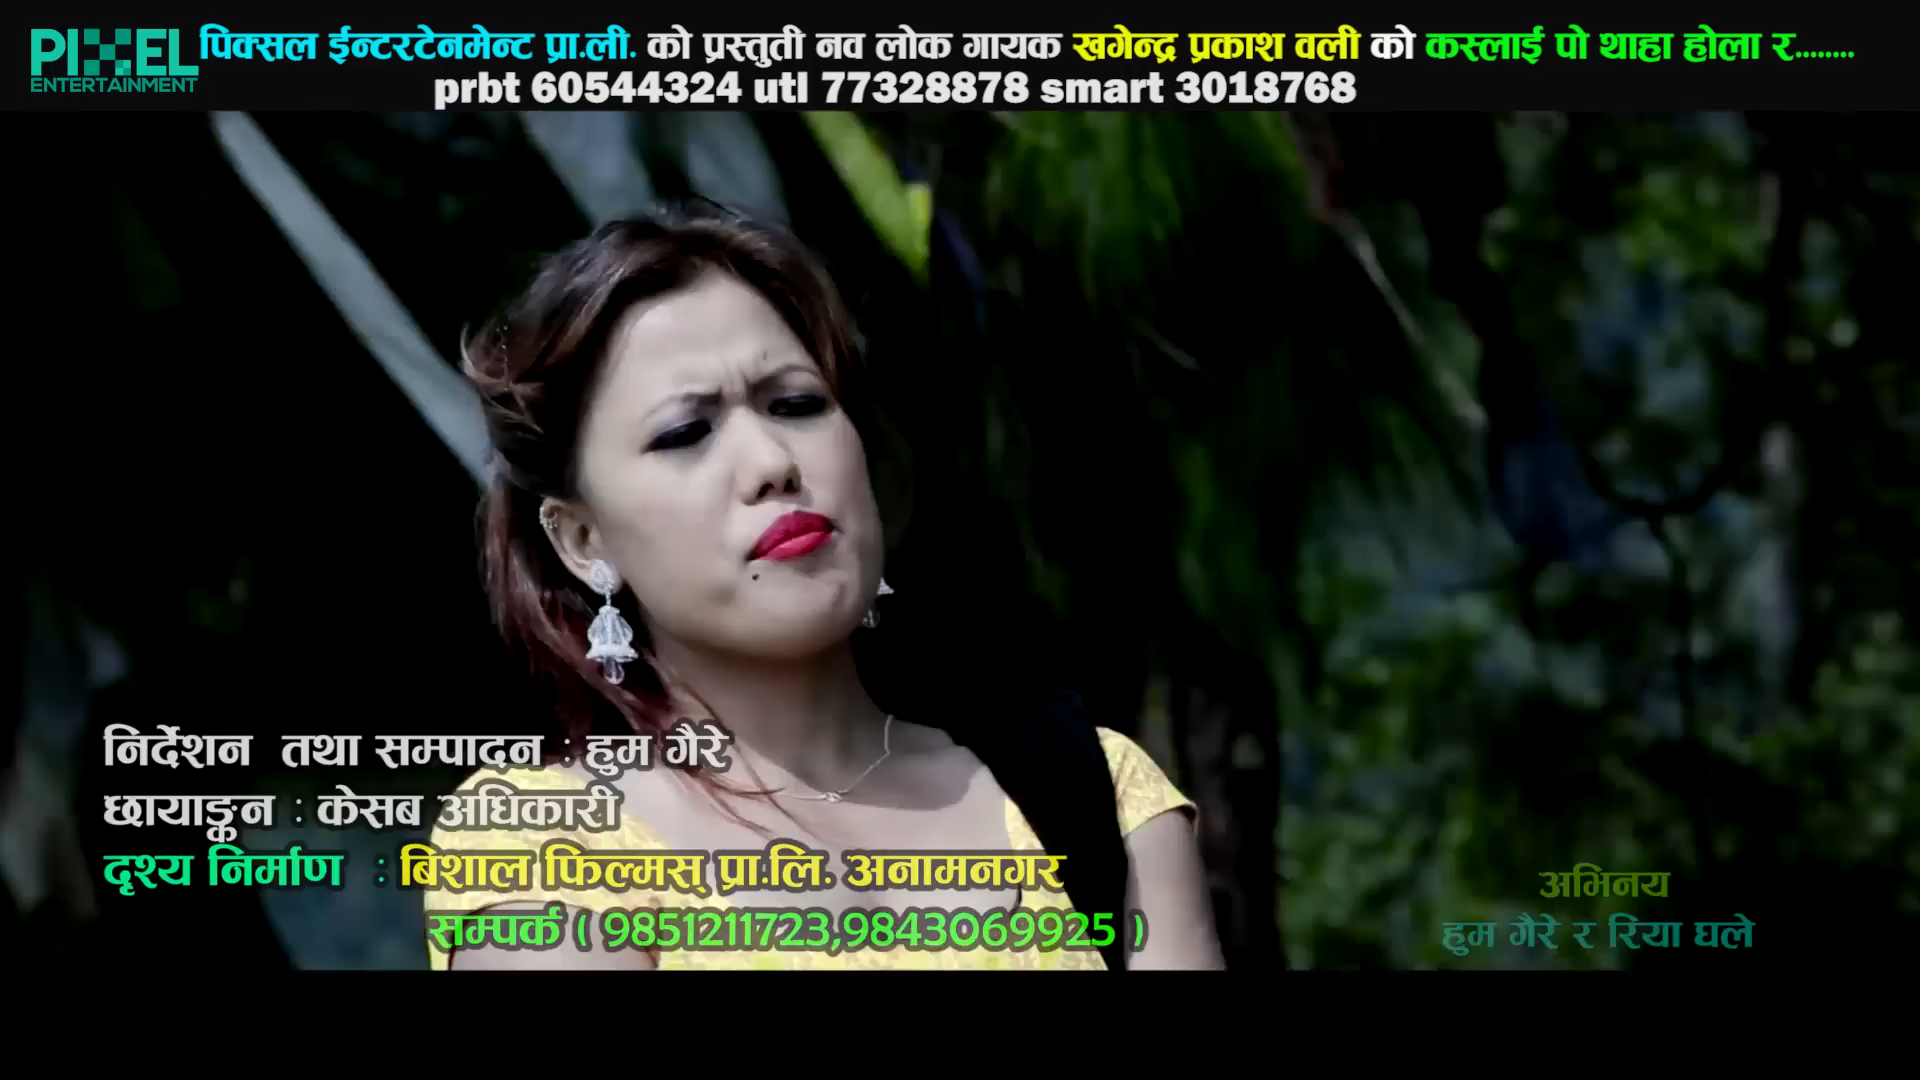 PIXEL
ENTERTAINMENT
पिक्सल ईन्टरटेनमेन्ट प्रा.ली. को प्रस्तुती नव लोक गायक खगेन्द्र प्रकाश वली को कस्लाई पो थाहा होला र........
prbt 60544324 utl 77328878 smart 3018768
निर्देशन तथा सम्पादन : हुम गैरे
छायाङ्कन : केसब अधिकारी
दृश्य निर्माण : बिशाल फिल्मस् प्रा.लि. अनामनगर
सम्पर्क ( 9851211723,9843069925 )
अभिनय
हुम गैरे र रिया घले